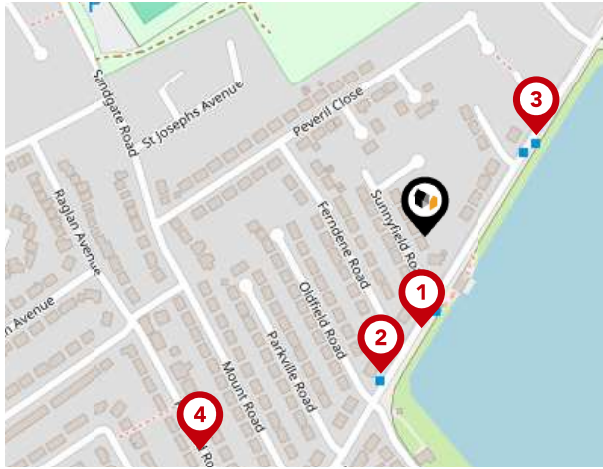 Sandgate Road
St Josephs Avenue
Peveril Close
3
Raglan Avenue
Sunnyfield Ro
Ferndene Road
Oldfield Road
1
2
Avenue
Parkville Road
Mount Road
4